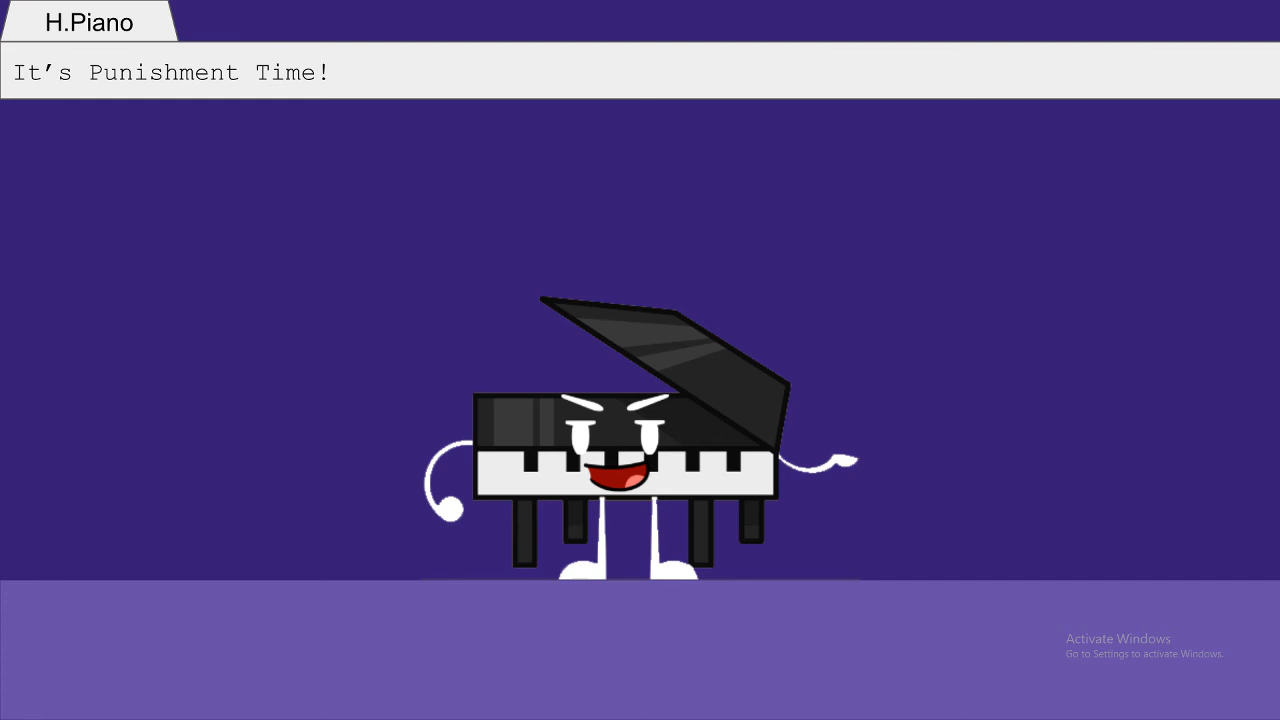 H.Piano
It’s Punishment Time!
Activate Windows
Go to Settings to activate Windows.